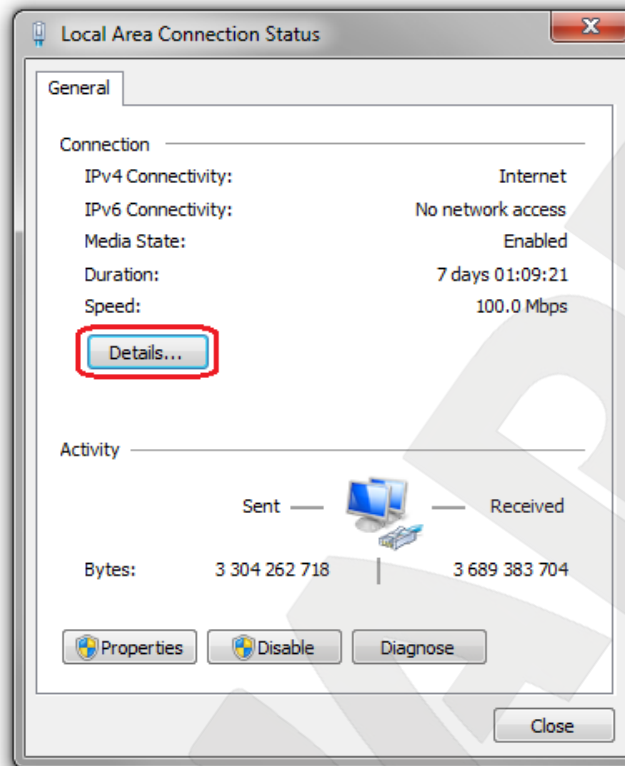 Local Area Connection Status
General
Connection
IPv4 Connectivity: Internet
IPv6 Connectivity: No network access
Media State: Enabled
Duration: 7 days 01:09:21
Speed: 100.0 Mbps
Details...
Activity
Sent Received
Bytes: 3 304 262 718 3 689 383 704
Properties Disable Diagnose
Close